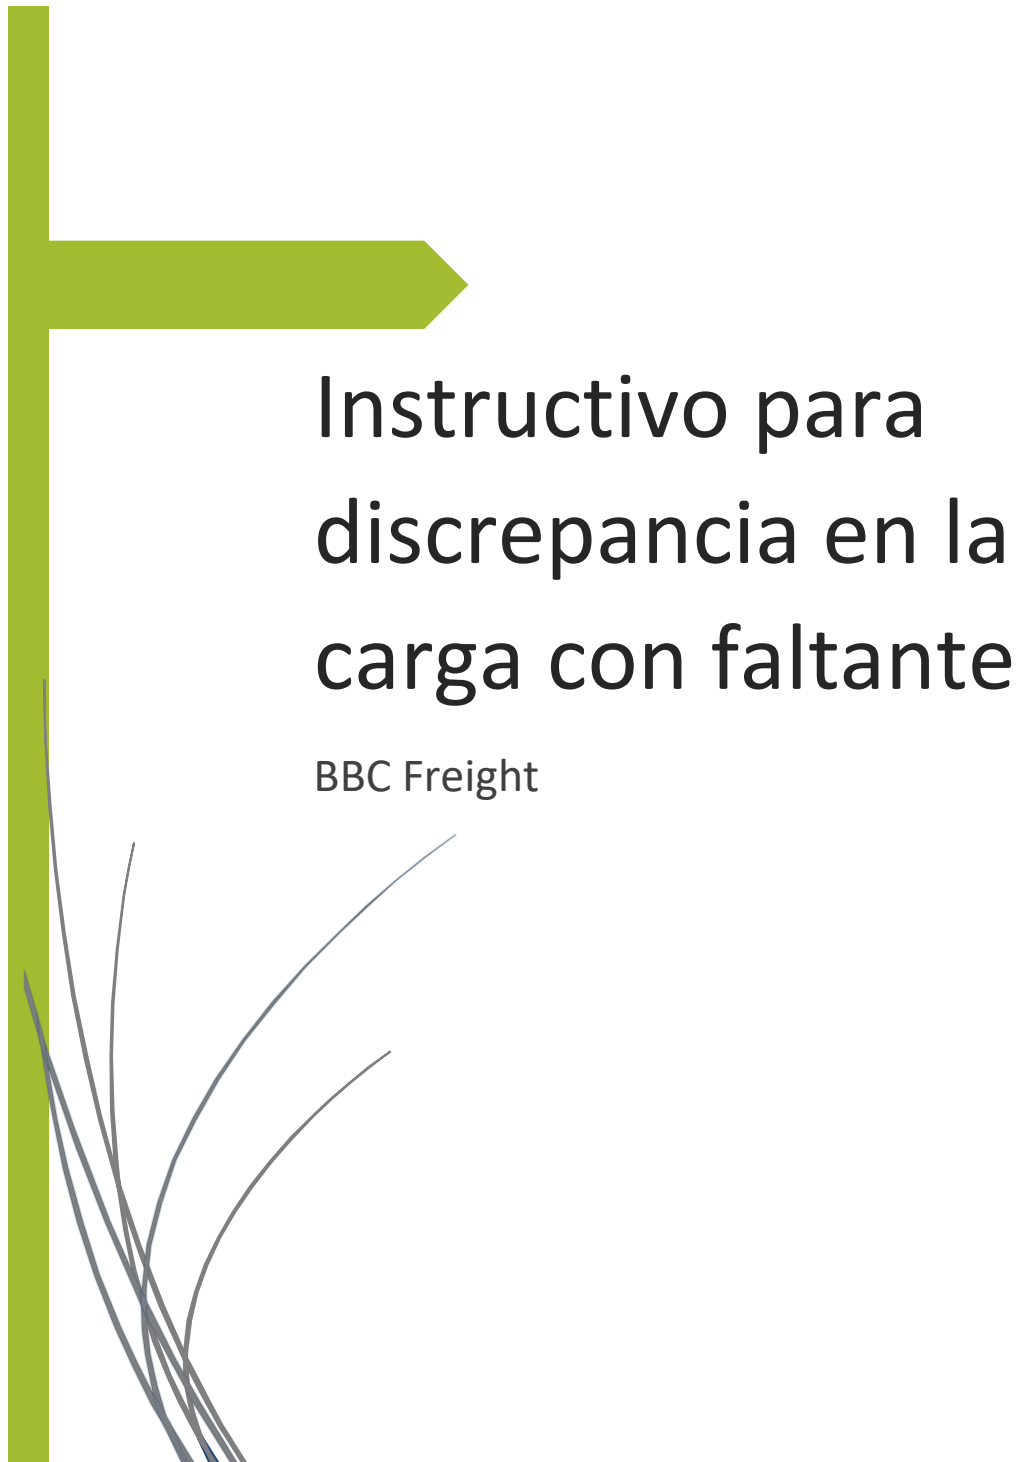 Instructivo para
discrepancia en la
carga con faltante
BBC Freight